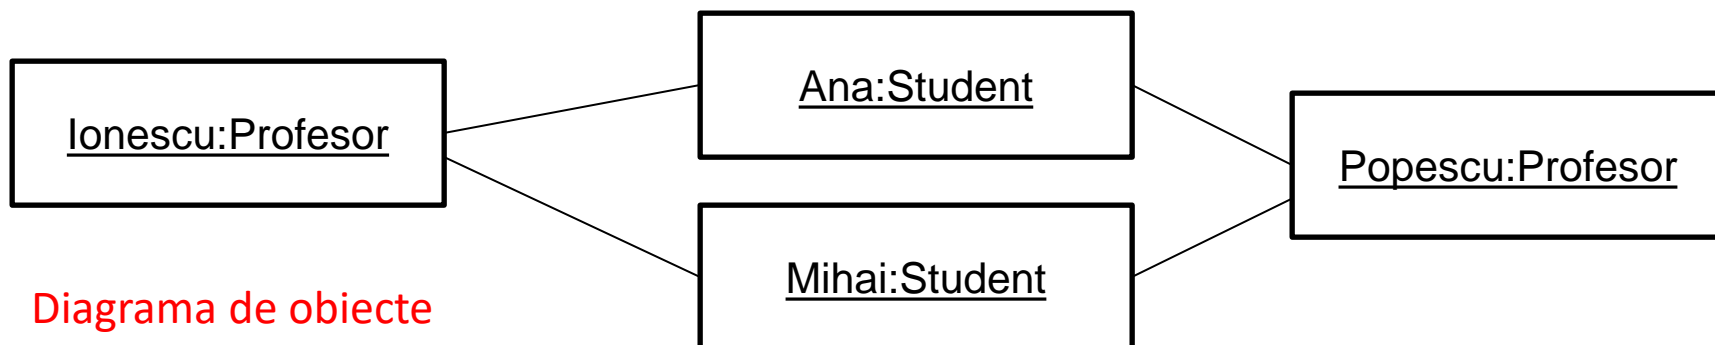 Ana:Student
Ionescu:Profesor
Popescu:Profesor
Mihai:Student
Diagrama de obiecte